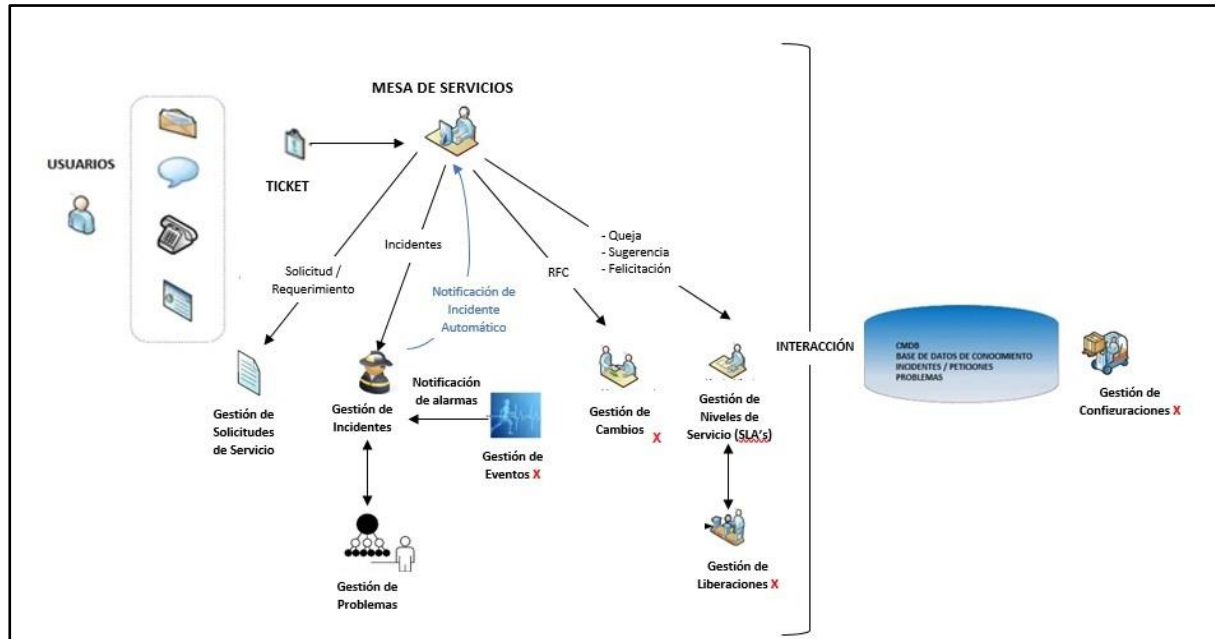 MESA DE SERVICIOS
USUARIOS
TICKET
Solicitud /
Requerimiento
Incidentes
Notificación de
Incidente
Automático
RFC
- Queja
- Sugerencia
- Felicitación
INTERACCIÓN
CMDB
BASE DE DATOS DE CONOCIMIENTO
INCIDENTES / PETICIONES
PROBLEMAS
Gestión de
Configuraciones X
Gestión de
Solicitudes
de Servicio
Gestión de
Incidentes
Notificación
de alarmas
Gestión de
Eventos X
Gestión de
Cambios X
Gestión de
Niveles de
Servicio (SLA's)
Gestión de
Problemas
Gestión de
Liberaciones X